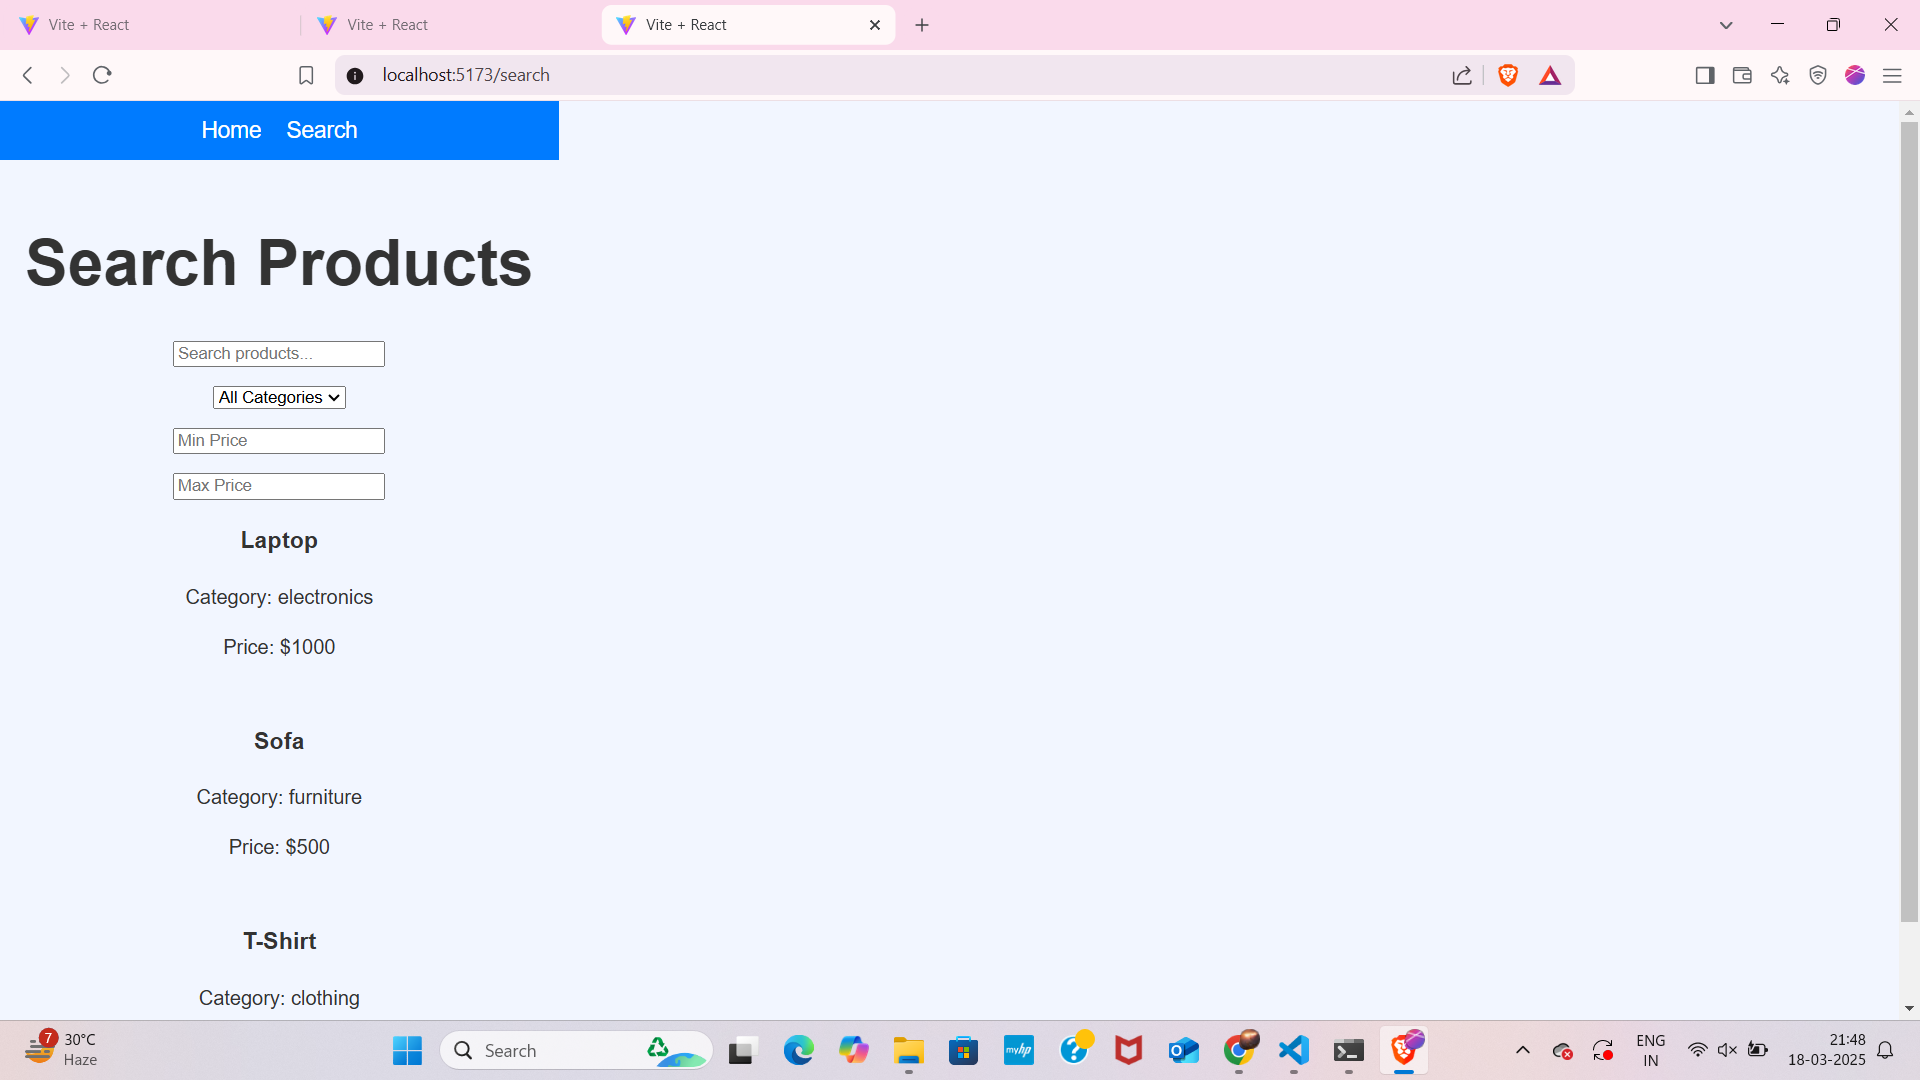 Vite + React
Vite + React
Vite + React
localhost:5173/search
Home Search
Search Products
Search products...
All Categories
Min Price
Max Price
Laptop
Category: electronics
Price: $1000
Sofa
Category: furniture
Price: $500
T-Shirt
Category: clothing
7
30°C
Haze
Search
myhp
ENG
IN
21:48
18-03-2025